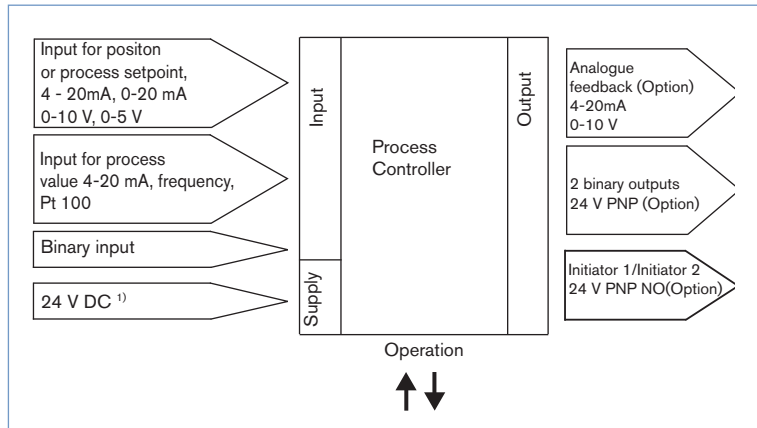 Input for positon
or process setpoint,
4 - 20mA, 0-20 mA
0-10 V, 0-5 V
Input for process
value 4-20 mA, frequency,
Pt 100
Binary input
24 V DC 1)
Input
Supply
Process
Controller
Output
Analogue
feedback (Option)
4-20mA
0-10 V
2 binary outputs
24 V PNP (Option)
Initiator 1/Initiator 2
24 V PNP NO(Option)
Operation